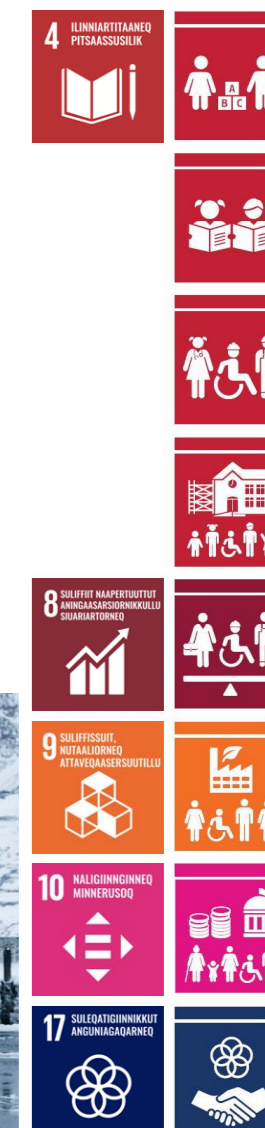 4 ILINNIARTITAANEQ
PITSAASSUSILIK
A
B C
8 SULIFFIIT NAAPERTUUTTUT
ANINGAASARSIORNIKKULLU
SIUARIARTORNEQ
9 SULIFFISSUIT,
NUTAALIORNEQ
ATTAVEQAASERSUUTILLU
10 NALIGIINNGINNEQ
MINNERUSOQ
17 SULEQATIGIINNIKKUT
ANGUNIAGAQARNEQ